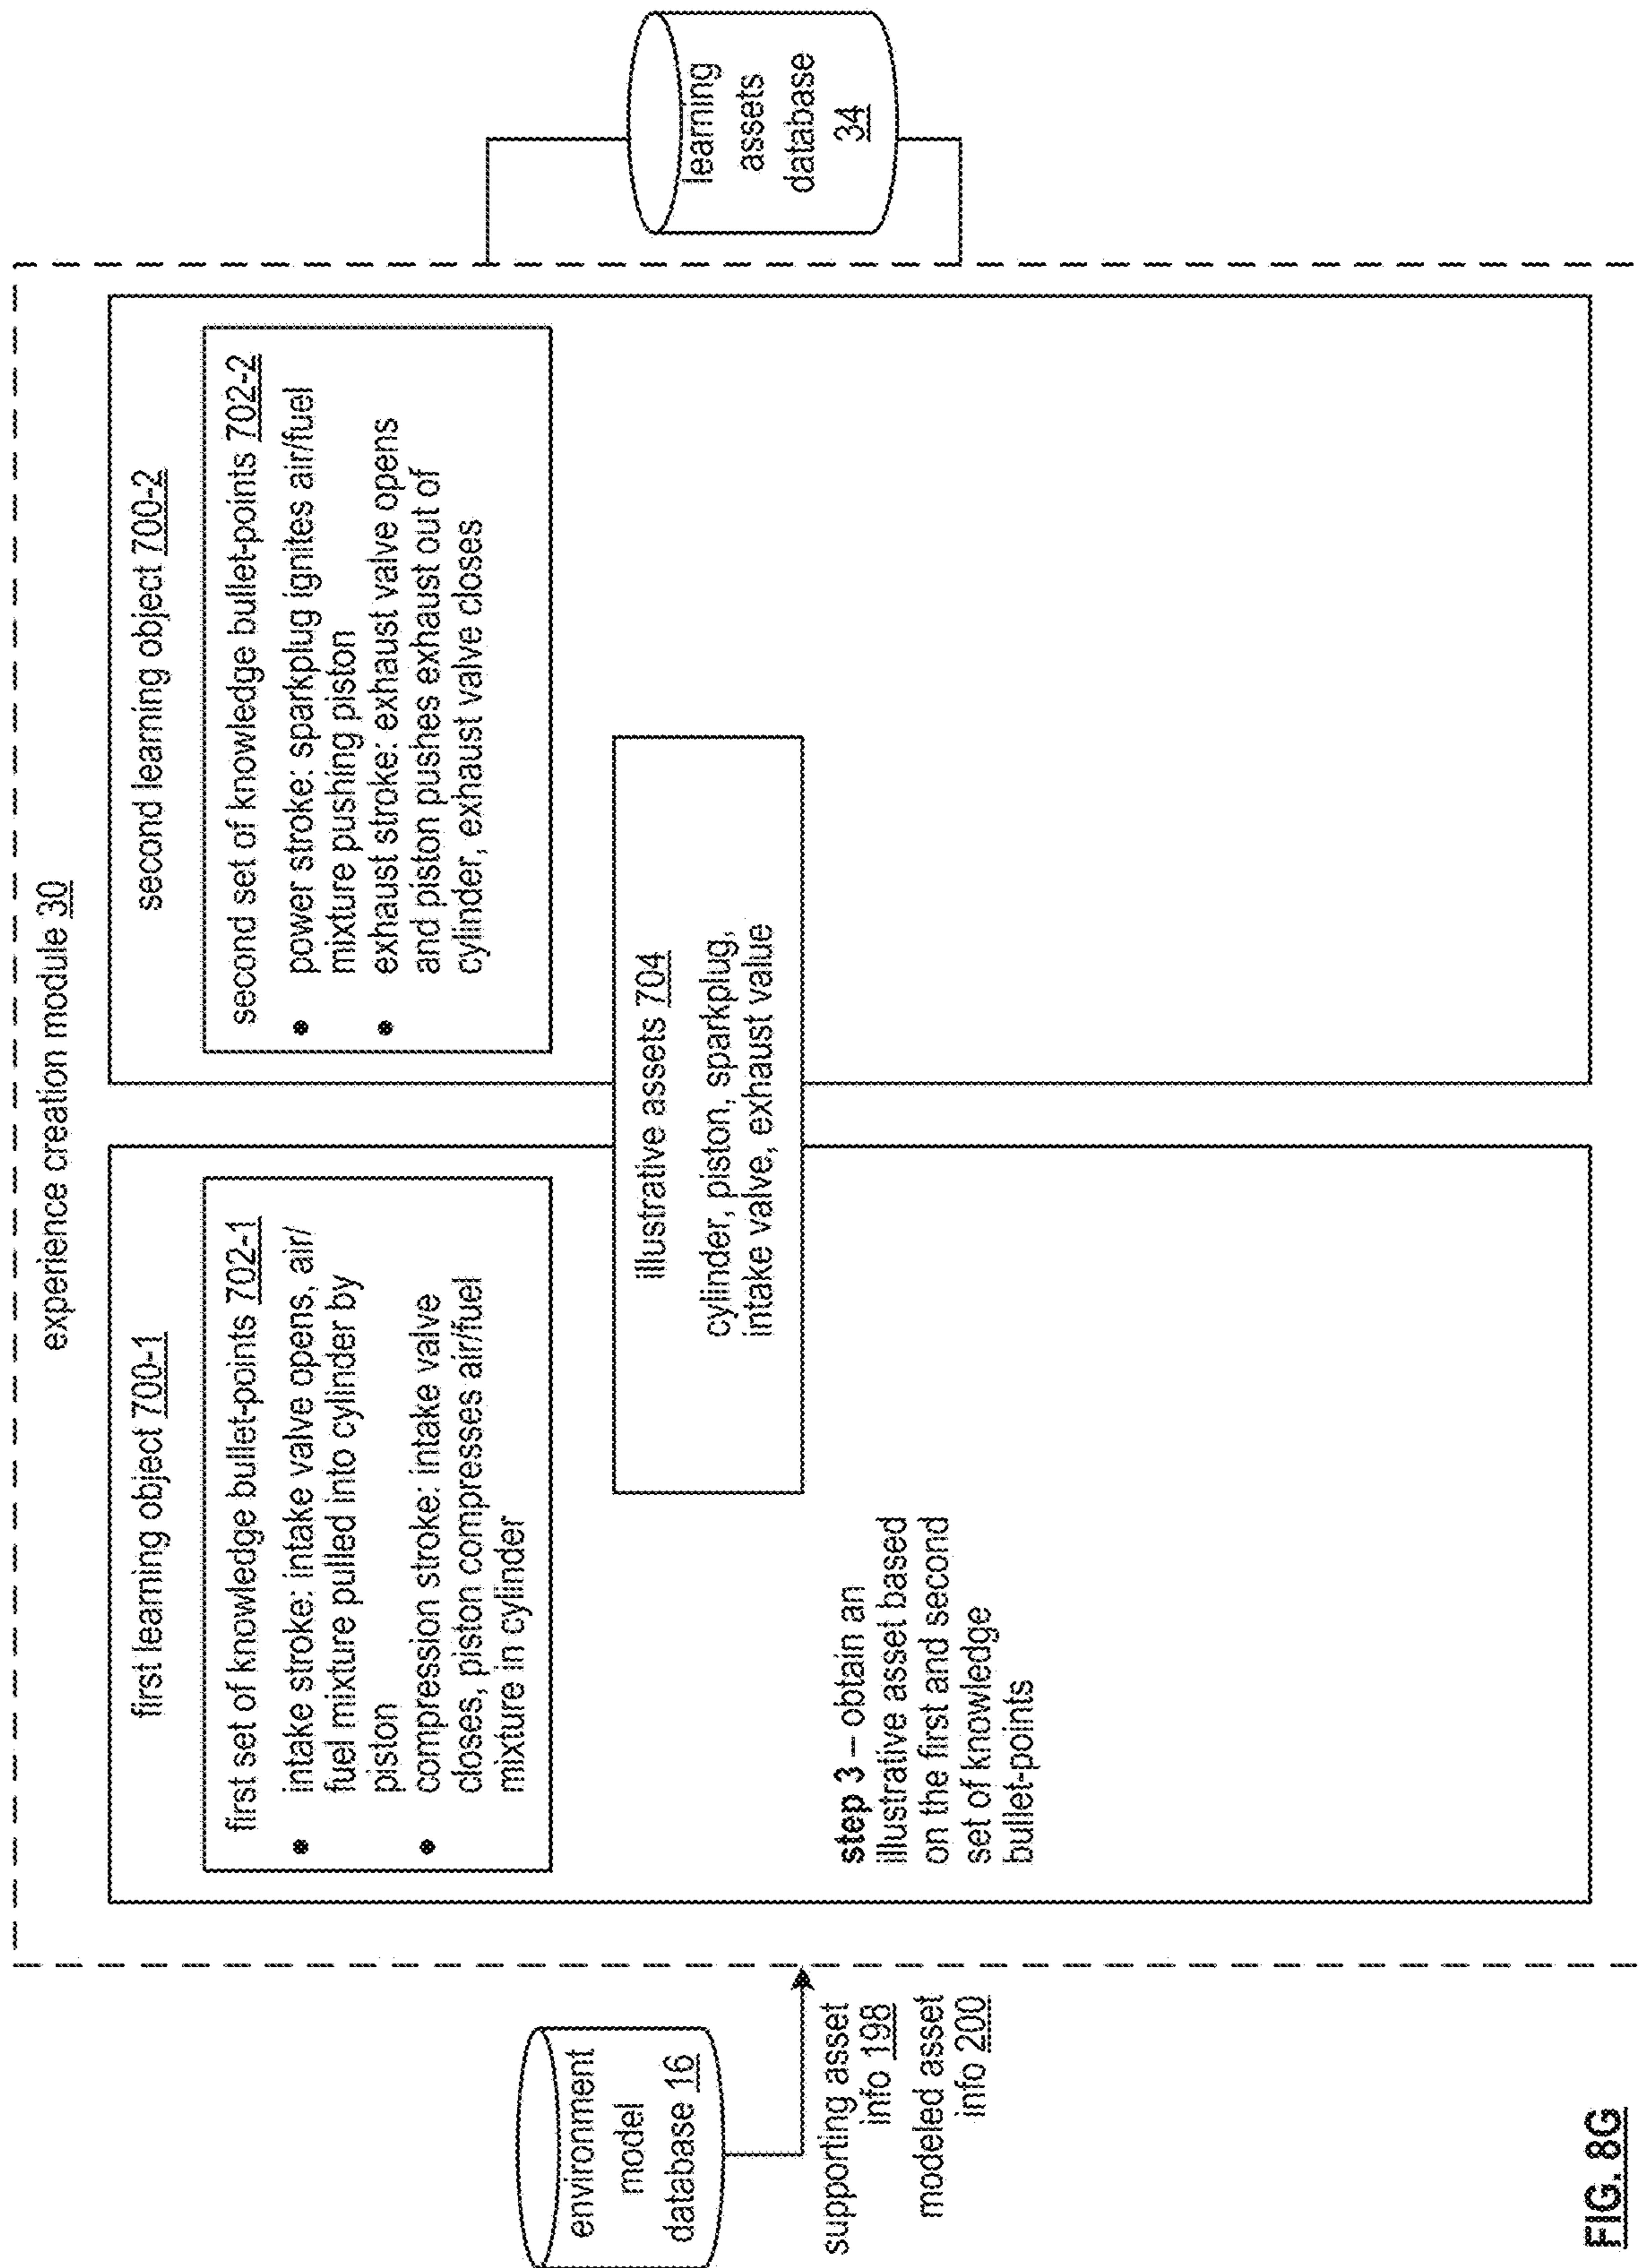 experience creation module 30
first learning object 700-1
first set of knowledge bullet-points 702-1
• intake stroke: intake valve opens, air/
fuel mixture pulled into cylinder by
piston
• compression stroke: intake valve
closes, piston compresses air/fuel
mixture in cylinder
second learning object 700-2
second set of knowledge bullet-points 702-2
• power stroke: sparkplug ignites air/fuel
mixture pushing piston
• exhaust stroke: exhaust valve opens
and piston pushes exhaust out of
cylinder, exhaust valve closes
illustrative assets 704
cylinder, piston, sparkplug,
intake valve, exhaust value
step 3 – obtain an
illustrative asset based
on the first and second
set of knowledge
bullet-points
environment
model
database 16
supporting asset
info 198
modeled asset
info 200
learning
assets
database
34
FIG. 8G